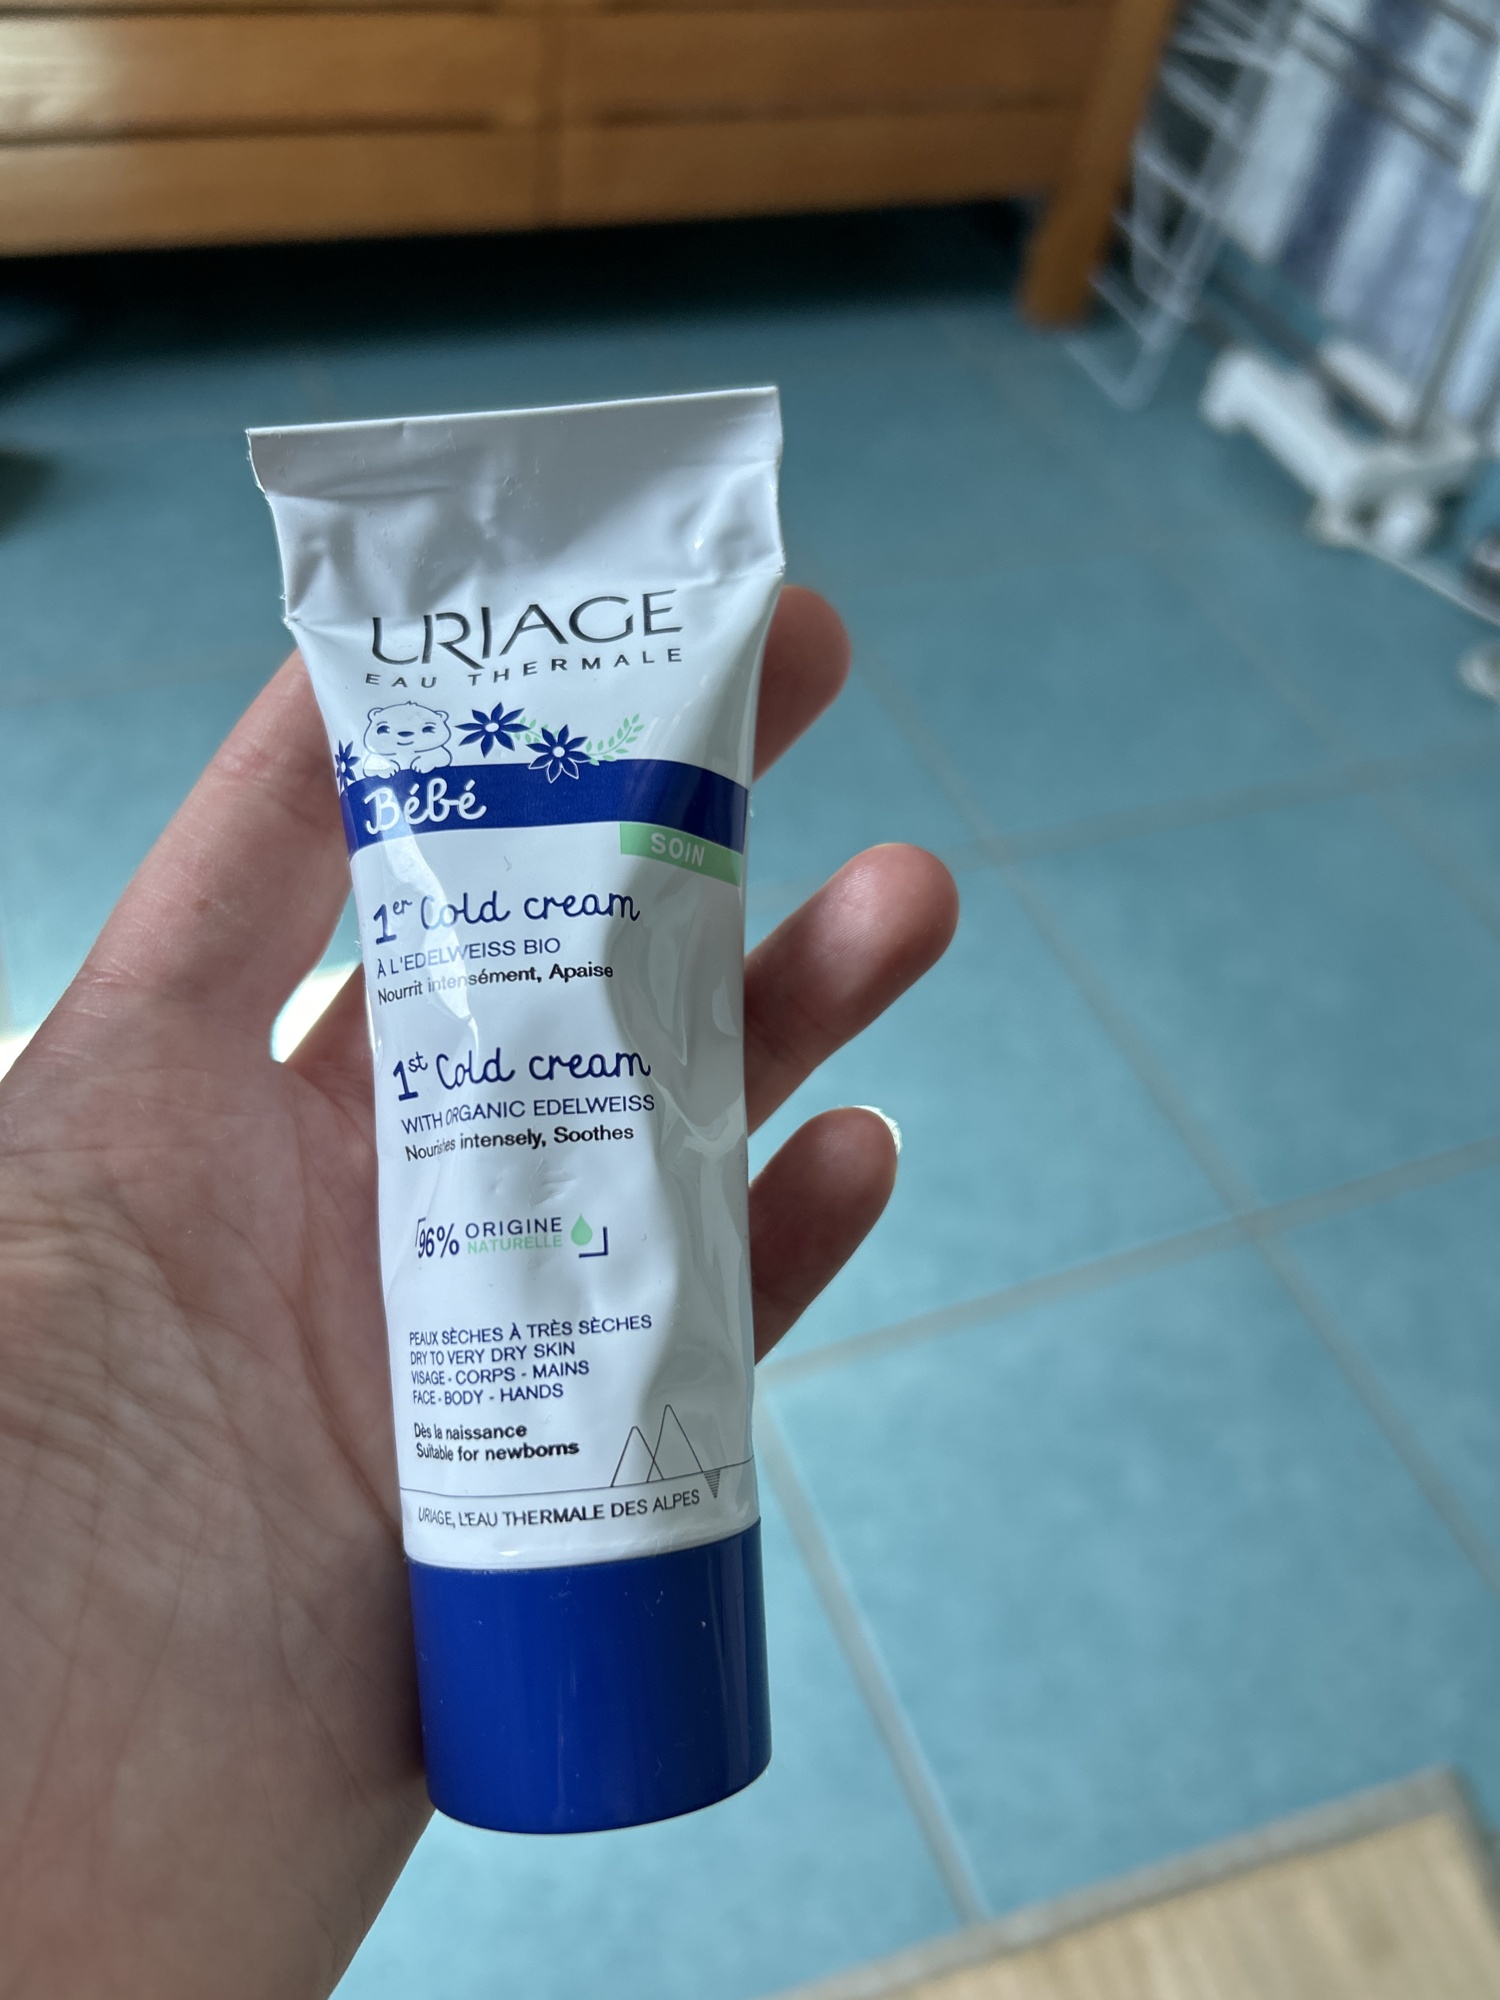 URIAGE
EAU THERMALE
Bébé
SOIN
1er Cold cream
À L'EDELWEISS BIO
Nourrit intensément, Apaise
1st Cold cream
WITH ORGANIC EDELWEISS
Nourishes intensely, Soothes
96% ORIGINE
NATURELLE
PEAUX SÈCHES À TRÈS SÈCHES
DRY TO VERY DRY SKIN
VISAGE - CORPS - MAINS
FACE - BODY - HANDS
Dès la naissance
Suitable for newborns
URIAGE, L'EAU THERMALE DES ALPES